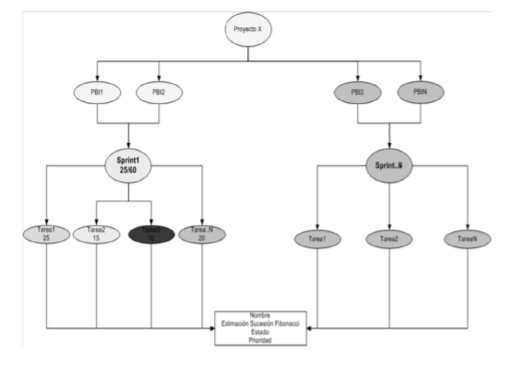 Proyecto X
PBI1
PBI2
PBI3
PBIN
Sprint1
25/60
Sprint..N
Tarea1
25
Tarea2
15
Tarea..N
20
Tarea1
Tarea2
TareaN
Nombre
Estimación Sucesión Fibonacci
Estado
Prioridad